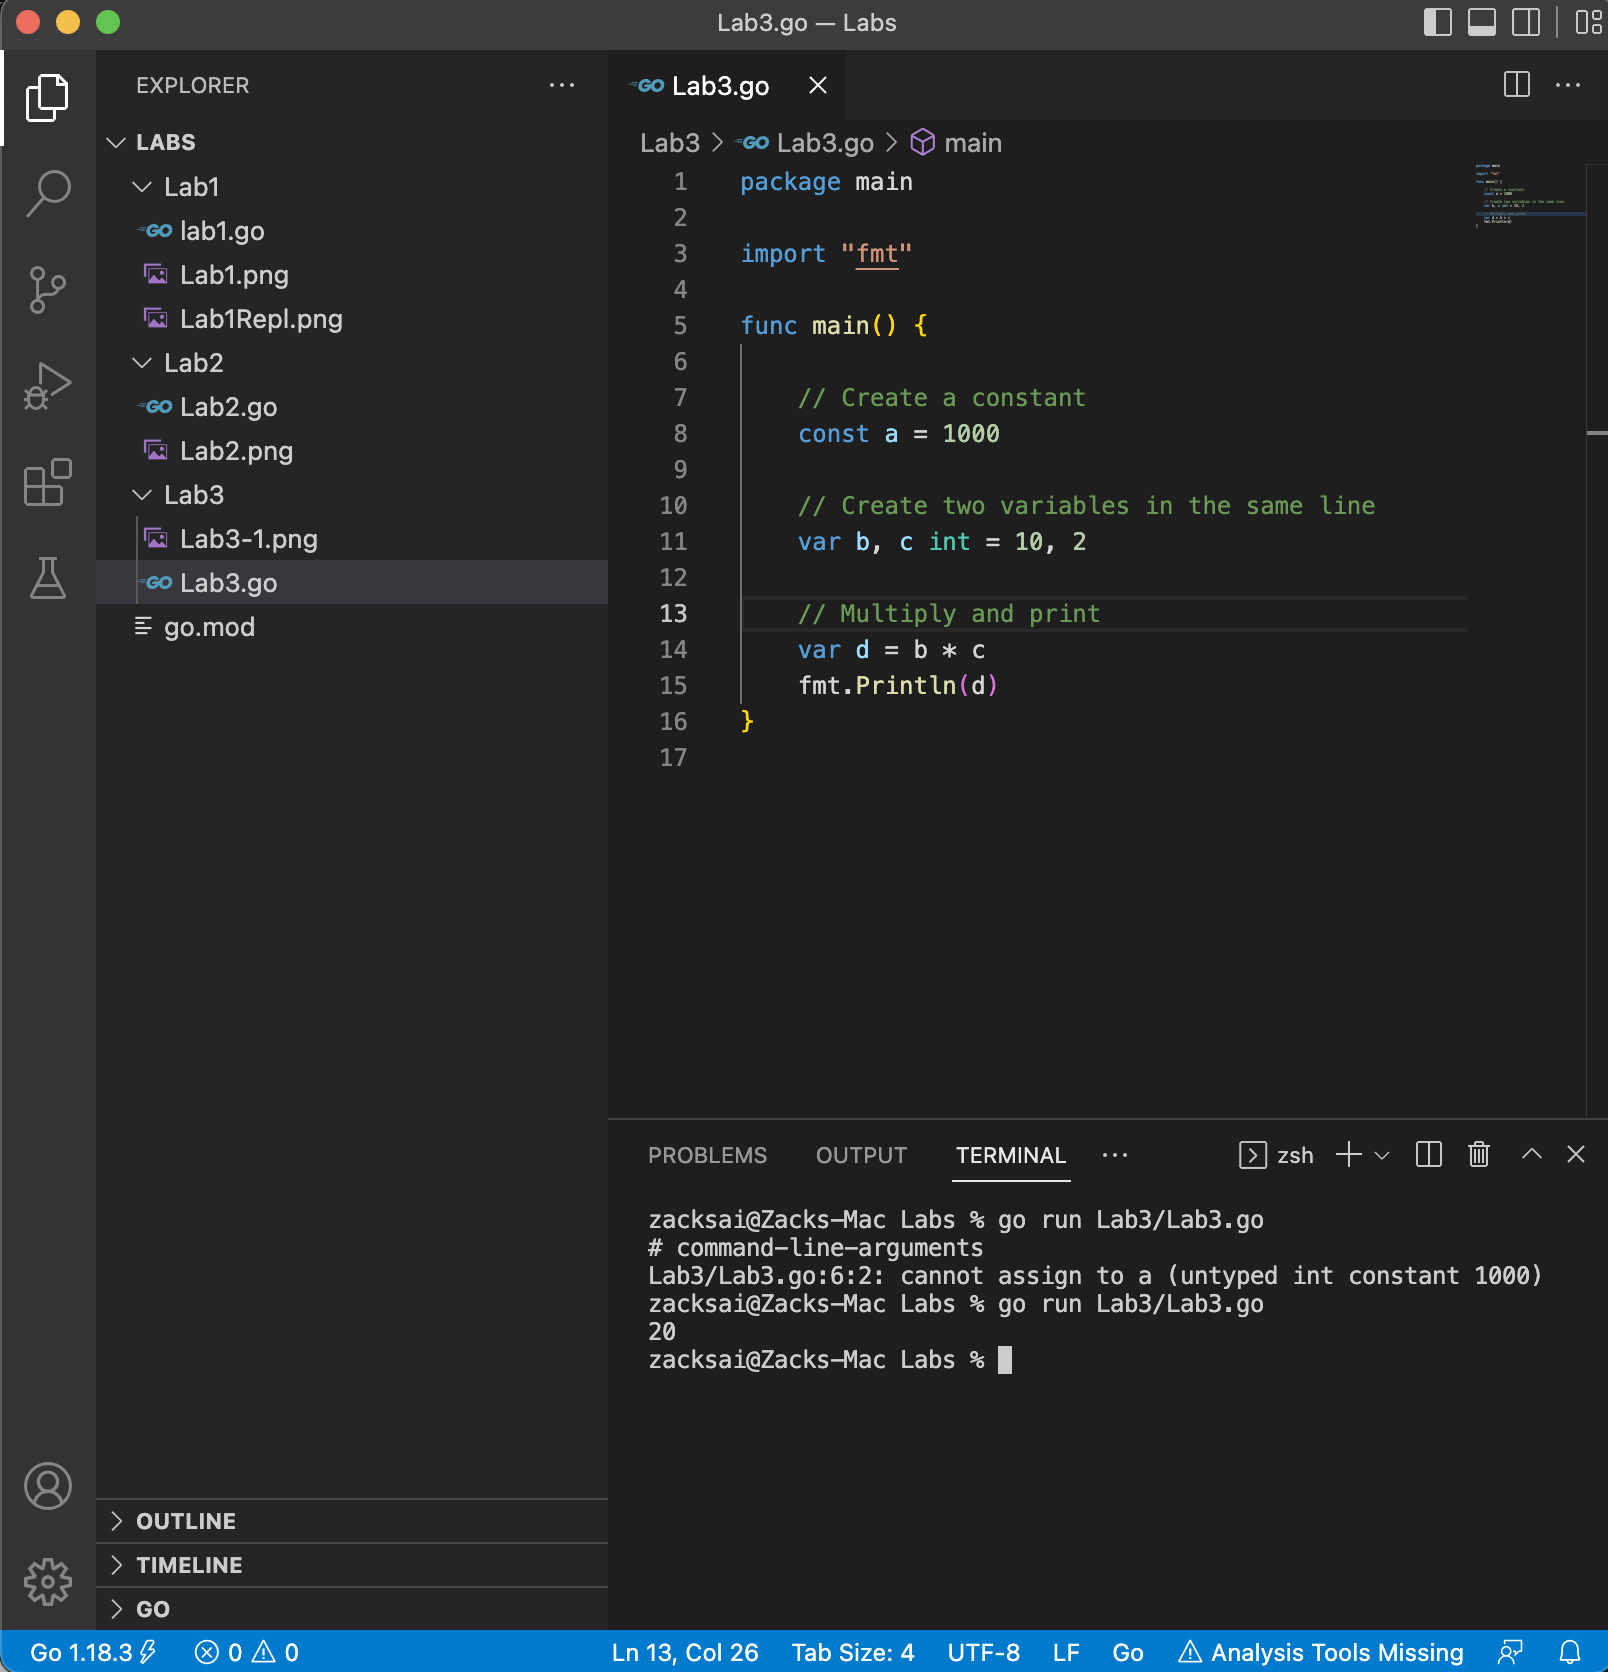 Lab3.go — Labs
EXPLORER
LABS
Lab1
GO lab1.go
Lab1.png
Lab1Repl.png
Lab2
GO Lab2.go
Lab2.png
Lab3
Lab3-1.png
GO Lab3.go
go.mod
OUTLINE
TIMELINE
GO
GO Lab3.go
Lab3 > GO Lab3.go > main
1 package main
2
3 import "fmt"
4
5 func main() {
6
7 // Create a constant
8 const a = 1000
9
10 // Create two variables in the same line
11 var b, c int = 10, 2
12
13 // Multiply and print
14 var d = b * c
15 fmt.Println(d)
16 }
17
PROBLEMS OUTPUT TERMINAL zsh
zacksai@Zacks-Mac Labs % go run Lab3/Lab3.go
# command-line-arguments
Lab3/Lab3.go:6:2: cannot assign to a (untyped int constant 1000)
zacksai@Zacks-Mac Labs % go run Lab3/Lab3.go
20
zacksai@Zacks-Mac Labs %
Go 1.18.3 0 0 Ln 13, Col 26 Tab Size: 4 UTF-8 LF Go Analysis Tools Missing